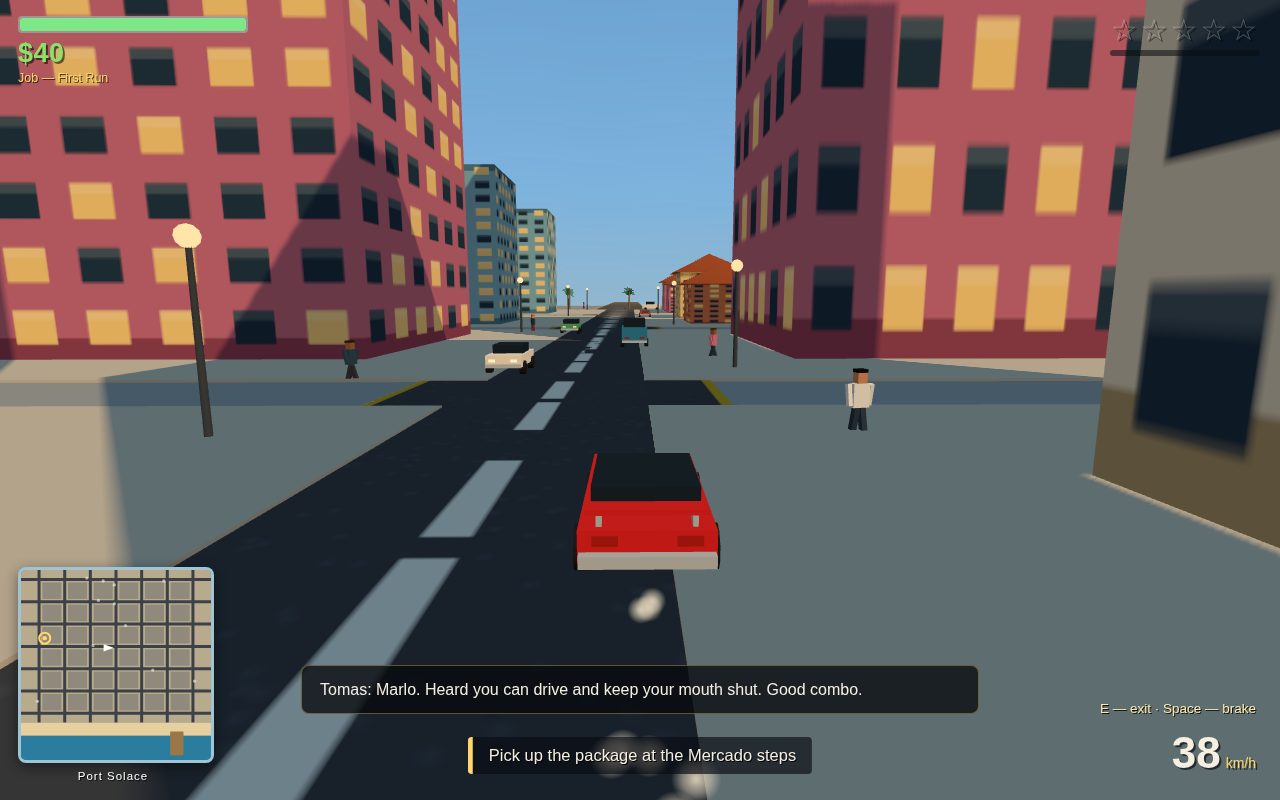 $40
Job — First Run
Tomas: Marlo. Heard you can drive and keep your mouth shut. Good combo.
E — exit · Space — brake
Pick up the package at the Mercado steps
38 km/h
Port Solace